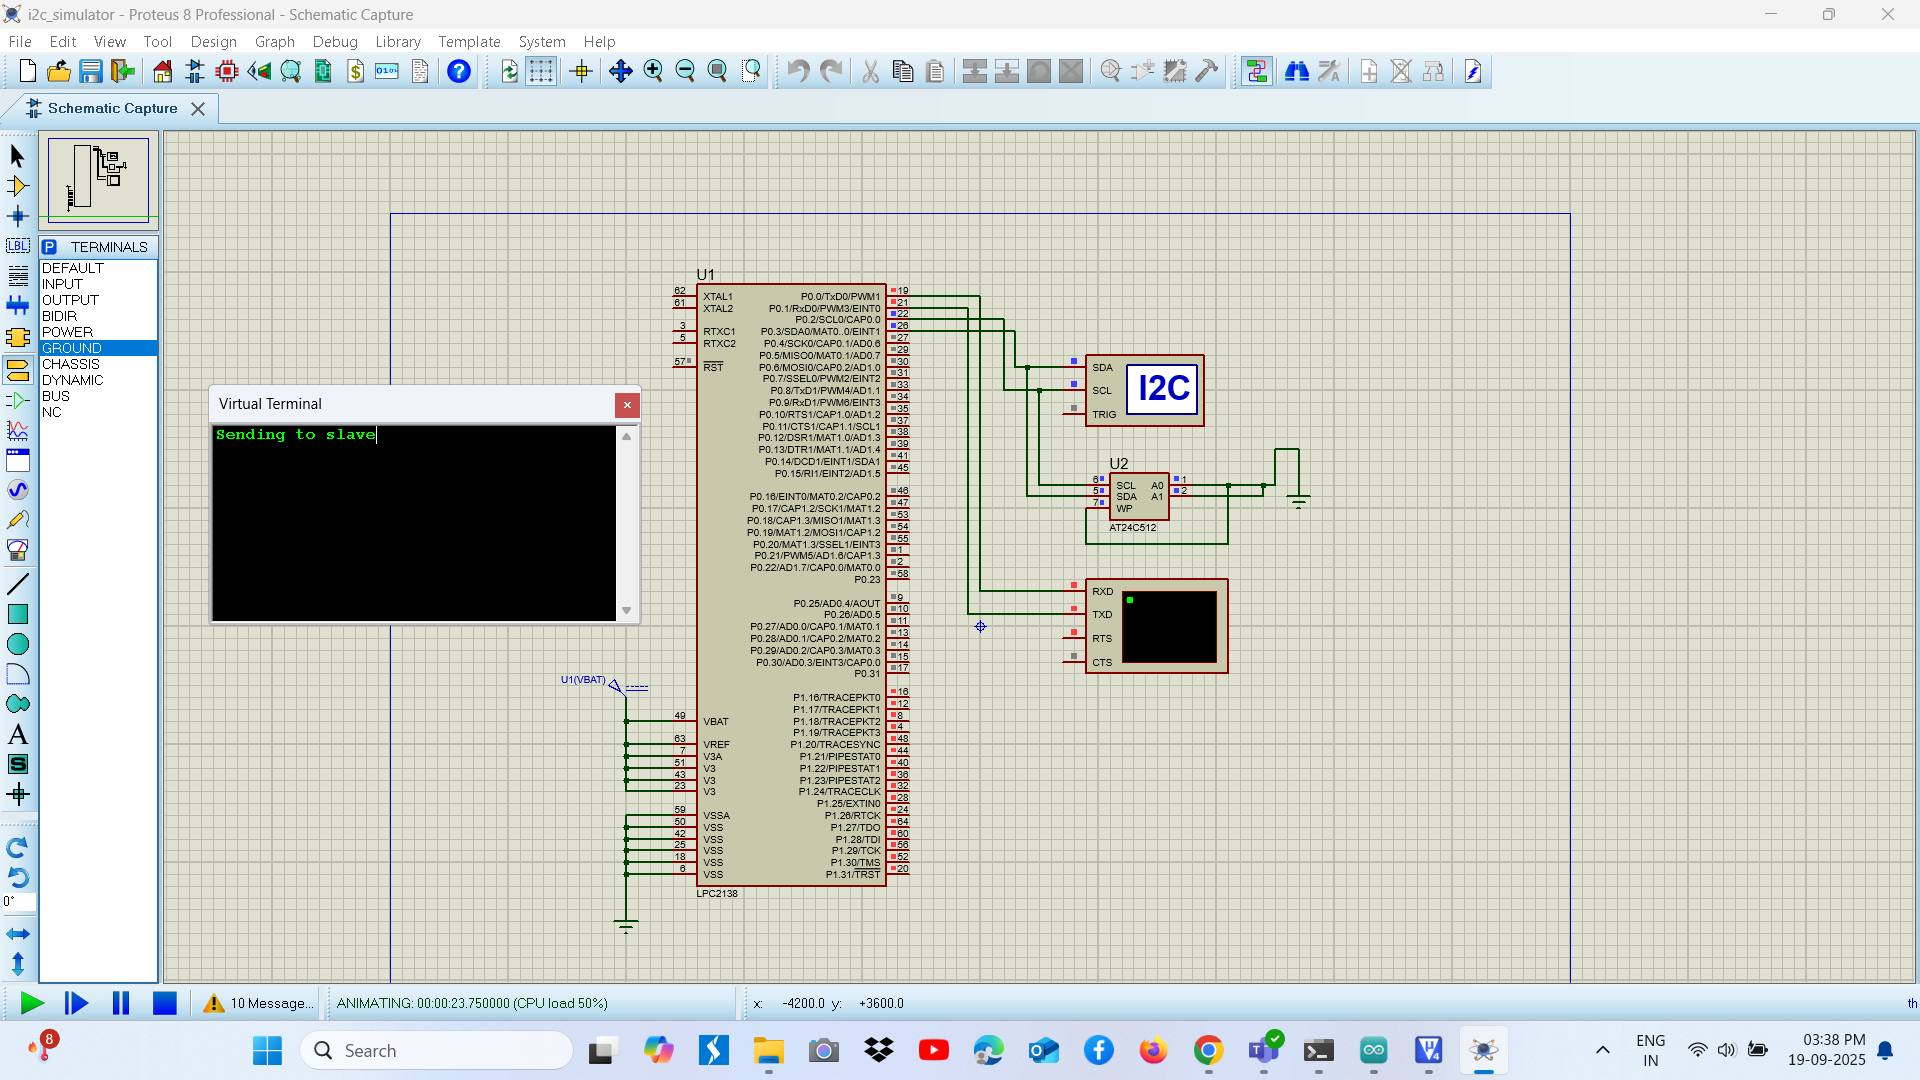 i2c_simulator - Proteus 8 Professional - Schematic Capture
File Edit View Tool Design Graph Debug Library Template System Help
Schematic Capture
LBL
P TERMINALS
DEFAULT
INPUT
OUTPUT
BIDIR
POWER
GROUND
CHASSIS
DYNAMIC
BUS
NC
A
S
0°
Virtual Terminal
Sending to slave
U1
62 XTAL1
61 XTAL2
3 RTXC1
5 RTXC2
57 RST
49 VBAT
63 VREF
7 V3A
51 V3
43 V3
23 V3
59 VSSA
50 VSS
42 VSS
25 VSS
18 VSS
6 VSS
U1(VBAT)
P0.0/TxD0/PWM1 19
P0.1/RxD0/PWM3/EINT0 21
P0.2/SCL0/CAP0.0 22
P0.3/SDA0/MAT0..0/EINT1 26
P0.4/SCK0/CAP0.1/AD0.6 27
P0.5/MISO0/MAT0.1/AD0.7 29
P0.6/MOSI0/CAP0.2/AD1.0 30
P0.7/SSEL0/PWM2/EINT2 31
P0.8/TxD1/PWM4/AD1.1 33
P0.9/RxD1/PWM6/EINT3 34
P0.10/RTS1/CAP1.0/AD1.2 35
P0.11/CTS1/CAP1.1/SCL1 37
P0.12/DSR1/MAT1.0/AD1.3 38
P0.13/DTR1/MAT1.1/AD1.4 39
P0.14/DCD1/EINT1/SDA1 41
P0.15/RI1/EINT2/AD1.5 45
P0.16/EINT0/MAT0.2/CAP0.2 46
P0.17/CAP1.2/SCK1/MAT1.2 47
P0.18/CAP1.3/MISO1/MAT1.3 53
P0.19/MAT1.2/MOSI1/CAP1.2 54
P0.20/MAT1.3/SSEL1/EINT3 55
P0.21/PWM5/AD1.6/CAP1.3 1
P0.22/AD1.7/CAP0.0/MAT0.0 2
P0.23 58
P0.25/AD0.4/AOUT 9
P0.26/AD0.5 10
P0.27/AD0.0/CAP0.1/MAT0.1 11
P0.28/AD0.1/CAP0.2/MAT0.2 13
P0.29/AD0.2/CAP0.3/MAT0.3 14
P0.30/AD0.3/EINT3/CAP0.0 15
P0.31 17
P1.16/TRACEPKT0 16
P1.17/TRACEPKT1 12
P1.18/TRACEPKT2 8
P1.19/TRACEPKT3 4
P1.20/TRACESYNC 48
P1.21/PIPESTAT0 44
P1.22/PIPESTAT1 40
P1.23/PIPESTAT2 36
P1.24/TRACECLK 32
P1.25/EXTIN0 28
P1.26/RTCK 24
P1.27/TDO 64
P1.28/TDI 60
P1.29/TCK 56
P1.30/TMS 52
P1.31/TRST 20
LPC2138
SDA
SCL
TRIG
I2C
U2
6 SCL A0 1
5 SDA A1 2
7 WP
AT24C512
RXD
TXD
RTS
CTS
10 Message... ANIMATING: 00:00:23.750000 (CPU load 50%) x: -4200.0 y: +3600.0 th
8
Search
ENG
IN
03:38 PM
19-09-2025